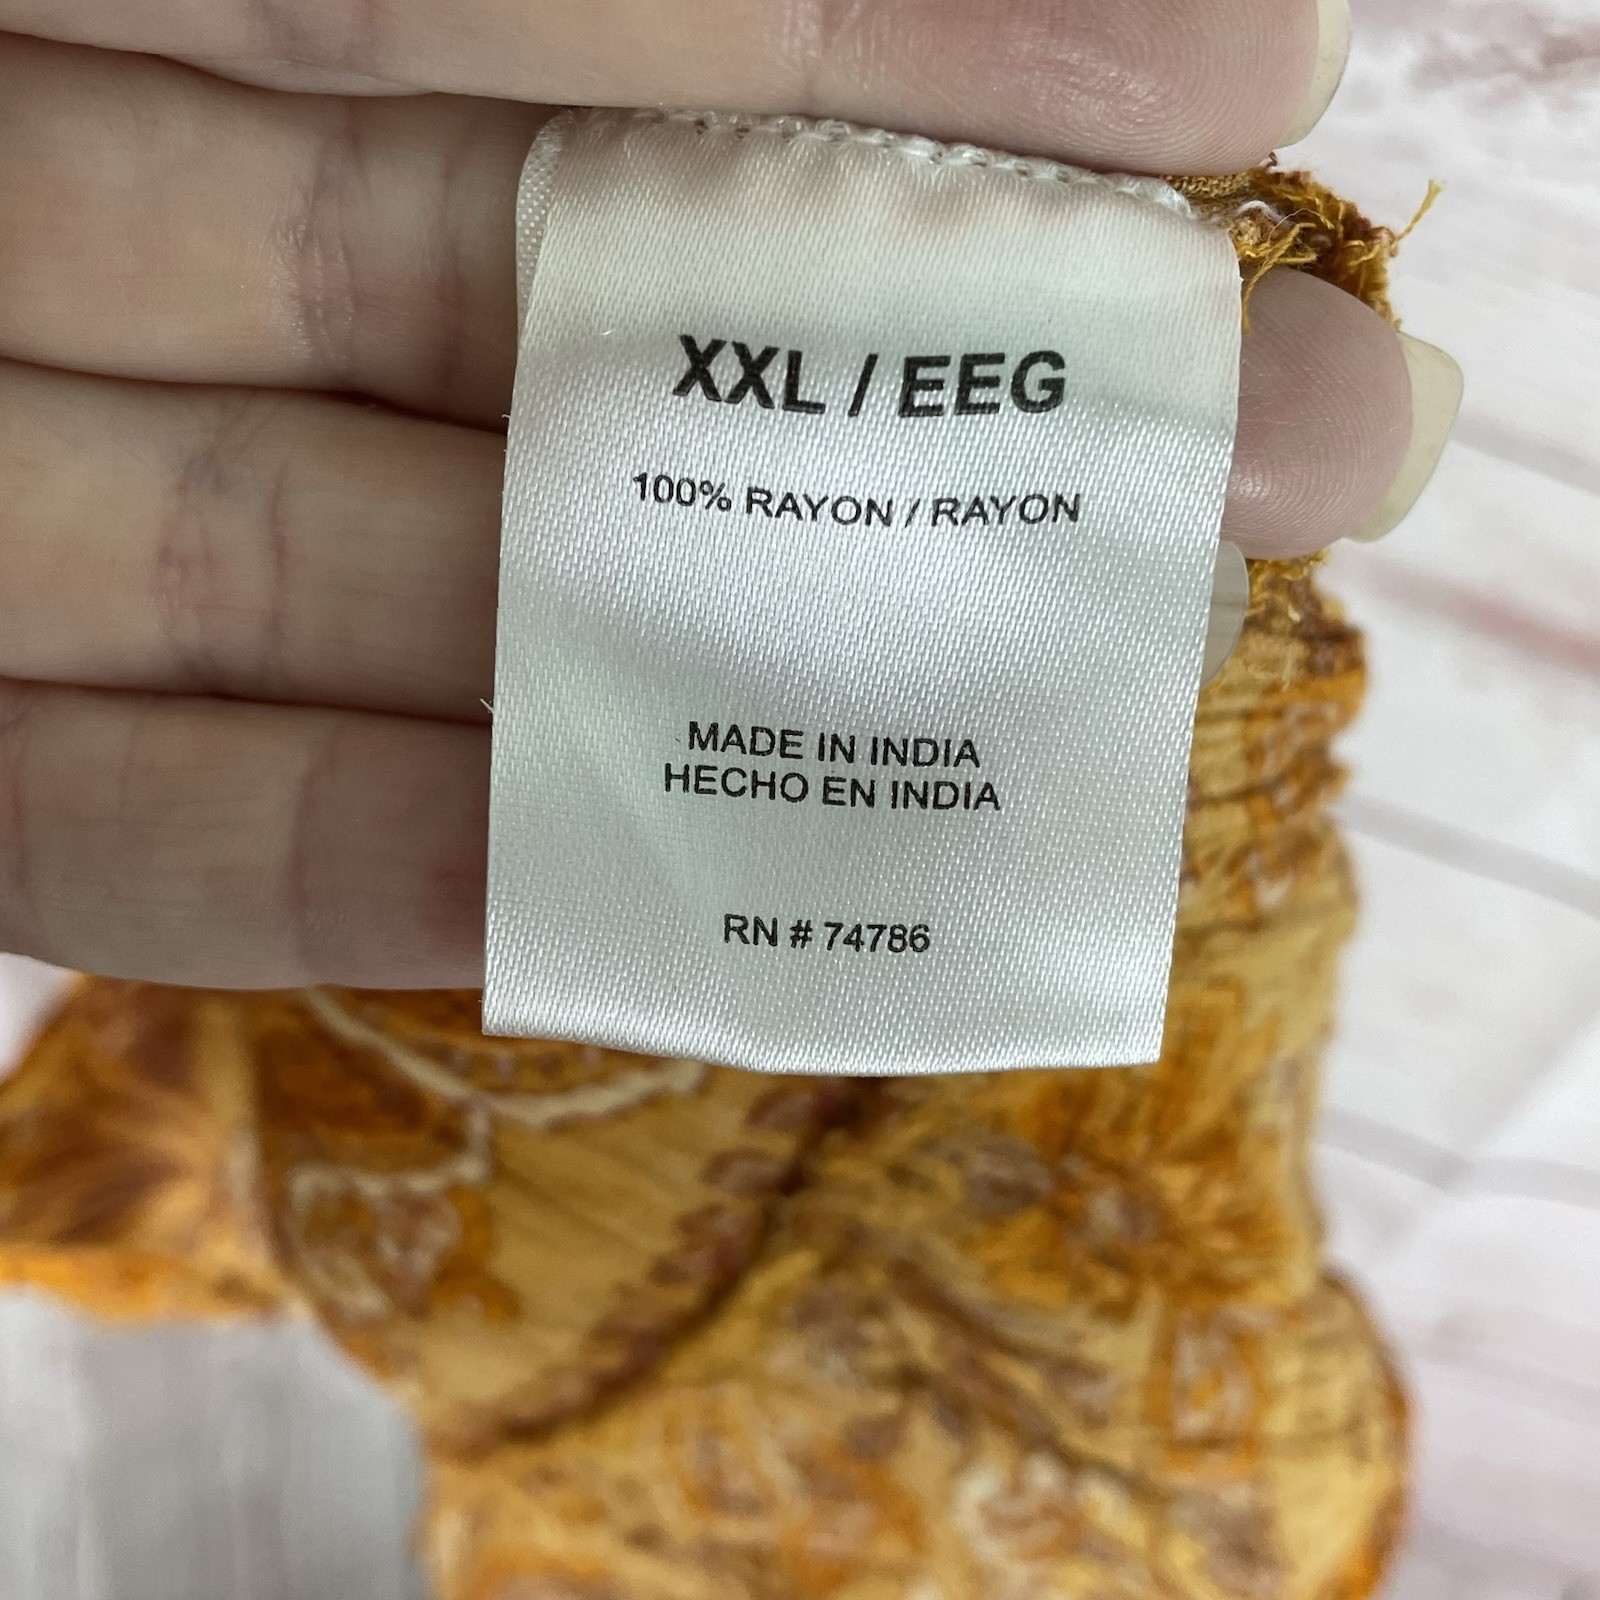 XXL / EEG
100% RAYON / RAYON
MADE IN INDIA
HECHO EN INDIA
RN # 74786